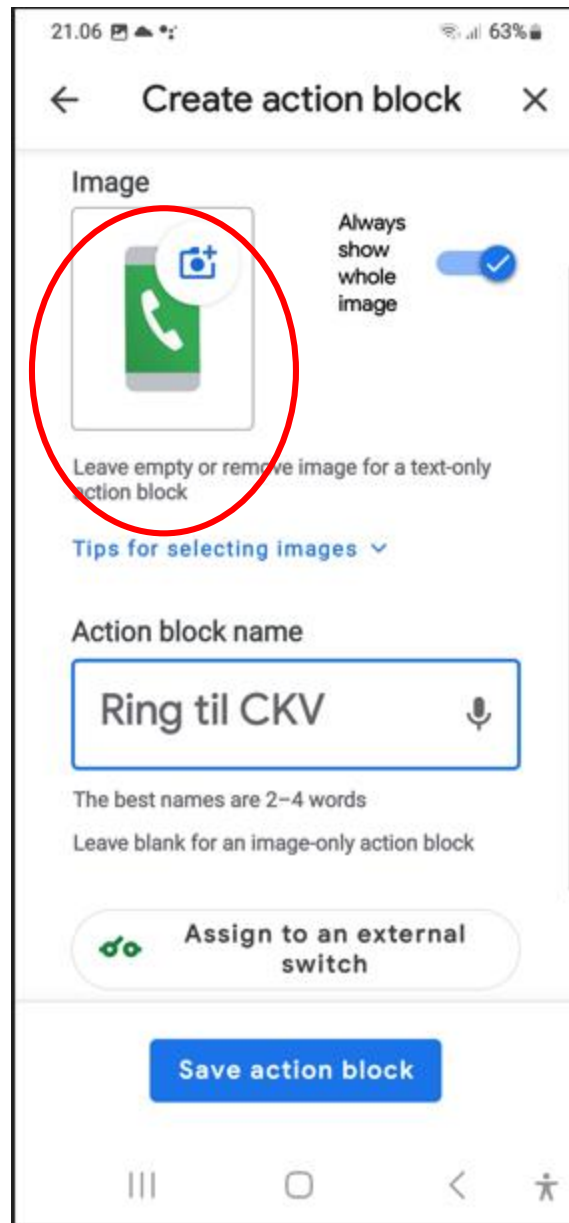 21.06 63%
Create action block
Image
Always
show
whole
image
Leave empty or remove image for a text-only
action block
Tips for selecting images
Action block name
Ring til CKV
The best names are 2–4 words
Leave blank for an image-only action block
Assign to an external
switch
Save action block